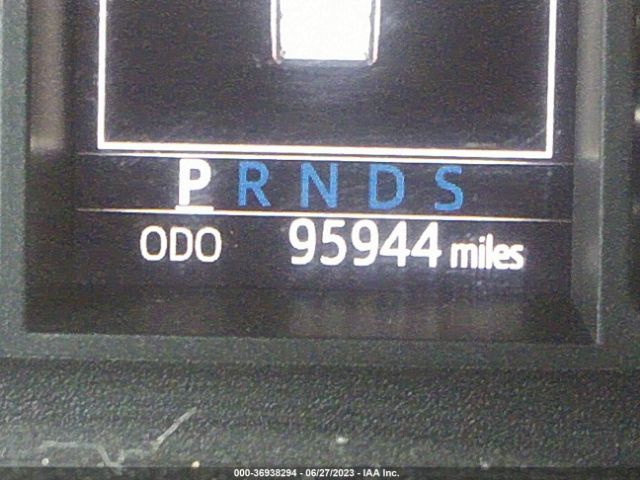 P R N D S
ODO 95944 miles
000-36938294 - 06/27/2023 - IAA Inc.